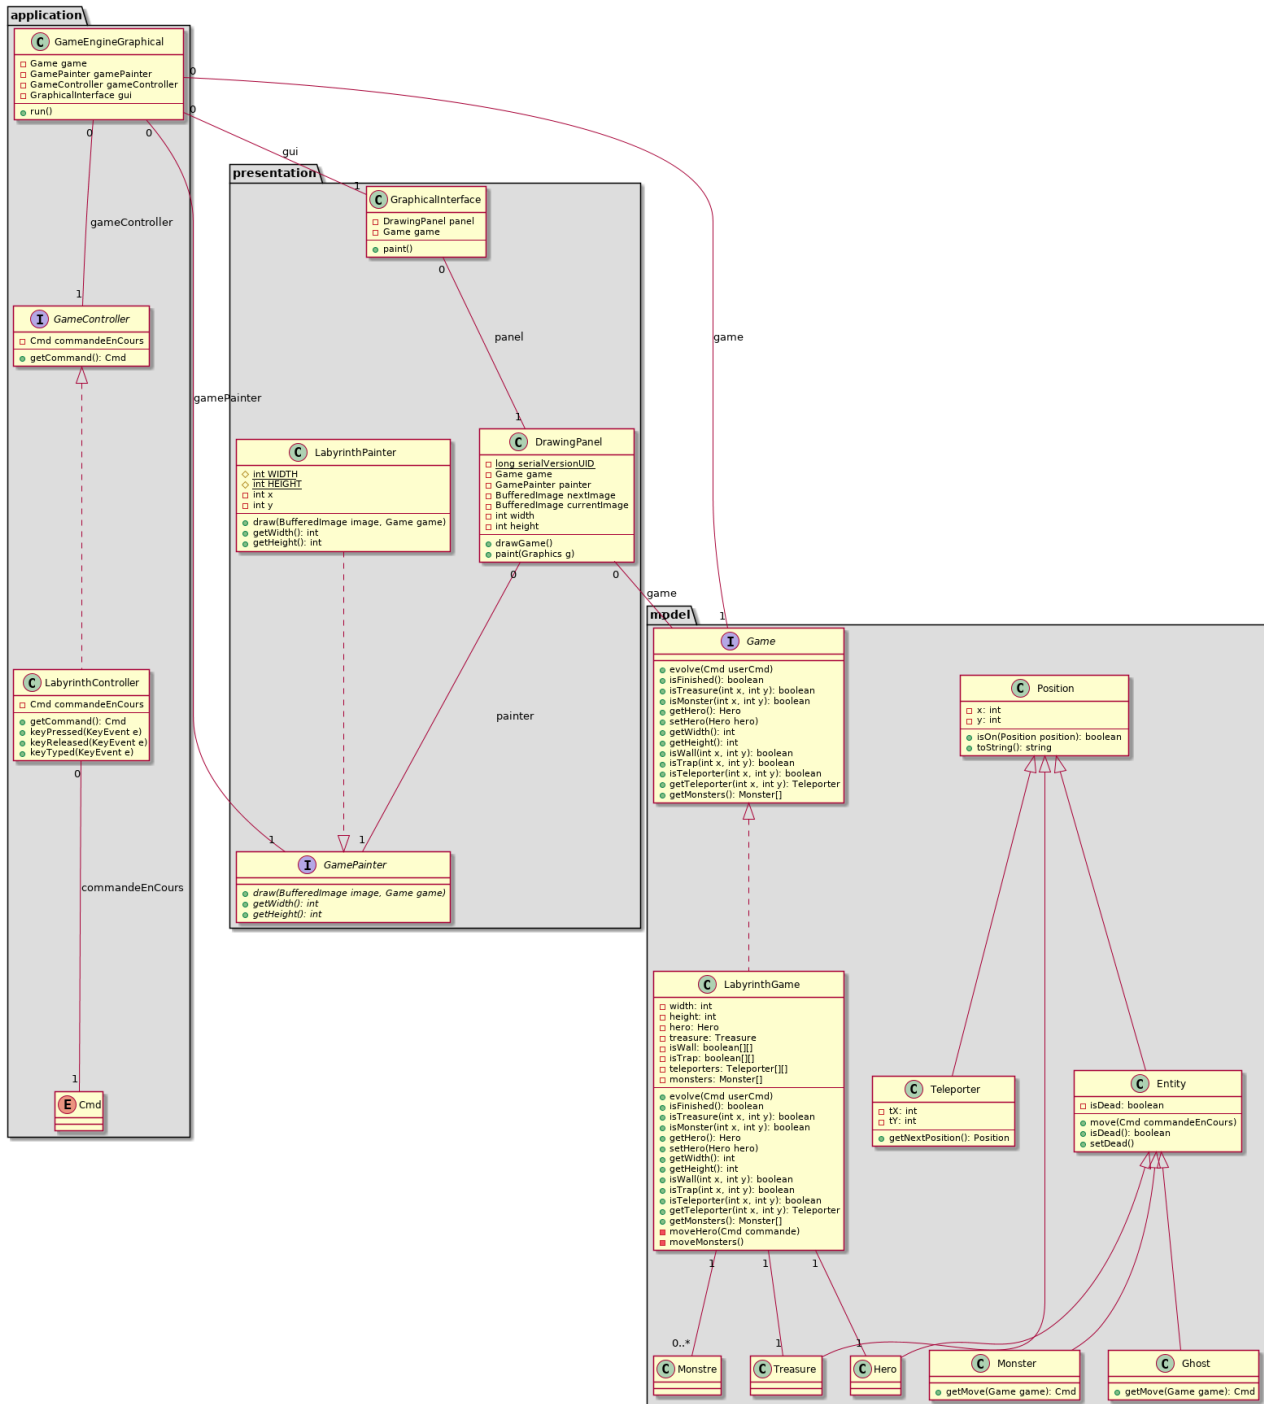 application
C GameEngineGraphical
Game game
GamePainter gamePainter
GameController gameController
GraphicalInterface gui
run()
0
0
0
0
gui
1
gameController
1
I GameController
Cmd commandeEnCours
getCommand(): Cmd
gamePainter
game
1
C LabyrinthController
Cmd commandeEnCours
getCommand(): Cmd
keyPressed(KeyEvent e)
keyReleased(KeyEvent e)
keyTyped(KeyEvent e)
0
commandeEnCours
1
E Cmd
presentation
C GraphicalInterface
DrawingPanel panel
Game game
paint()
0
panel
1
C LabyrinthPainter
int WIDTH
int HEIGHT
int x
int y
draw(BufferedImage image, Game game)
getWidth(): int
getHeight(): int
C DrawingPanel
long serialVersionUID
Game game
GamePainter painter
BufferedImage nextImage
BufferedImage currentImage
int width
int height
drawGame()
paint(Graphics g)
0
0
game
painter
1
1
I GamePainter
draw(BufferedImage image, Game game)
getWidth(): int
getHeight(): int
model
I Game
evolve(Cmd userCmd)
isFinished(): boolean
isTreasure(int x, int y): boolean
isMonster(int x, int y): boolean
getHero(): Hero
setHero(Hero hero)
getWidth(): int
getHeight(): int
isWall(int x, int y): boolean
isTrap(int x, int y): boolean
isTeleporter(int x, int y): boolean
getTeleporter(int x, int y): Teleporter
getMonsters(): Monster[]
C Position
x: int
y: int
isOn(Position position): boolean
toString(): string
C LabyrinthGame
width: int
height: int
hero: Hero
treasure: Treasure
isWall: boolean[][]
isTrap: boolean[][]
teleporters: Teleporter[][]
monsters: Monster[]
evolve(Cmd userCmd)
isFinished(): boolean
isTreasure(int x, int y): boolean
isMonster(int x, int y): boolean
getHero(): Hero
setHero(Hero hero)
getWidth(): int
getHeight(): int
isWall(int x, int y): boolean
isTrap(int x, int y): boolean
isTeleporter(int x, int y): boolean
getTeleporter(int x, int y): Teleporter
getMonsters(): Monster[]
moveHero(Cmd commande)
moveMonsters()
C Teleporter
tX: int
tY: int
getNextPosition(): Position
C Entity
isDead: boolean
move(Cmd commandeEnCours)
isDead(): boolean
setDead()
1
1
1
0..*
1
1
C Monstre
C Treasure
C Hero
C Monster
getMove(Game game): Cmd
C Ghost
getMove(Game game): Cmd